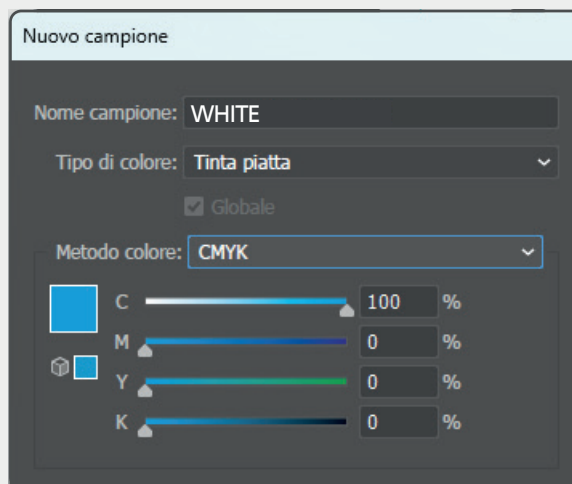 Nuovo campione
Nome campione: WHITE
Tipo di colore: Tinta piatta
Globale
Metodo colore: CMYK
C 100 %
M 0 %
Y 0 %
K 0 %